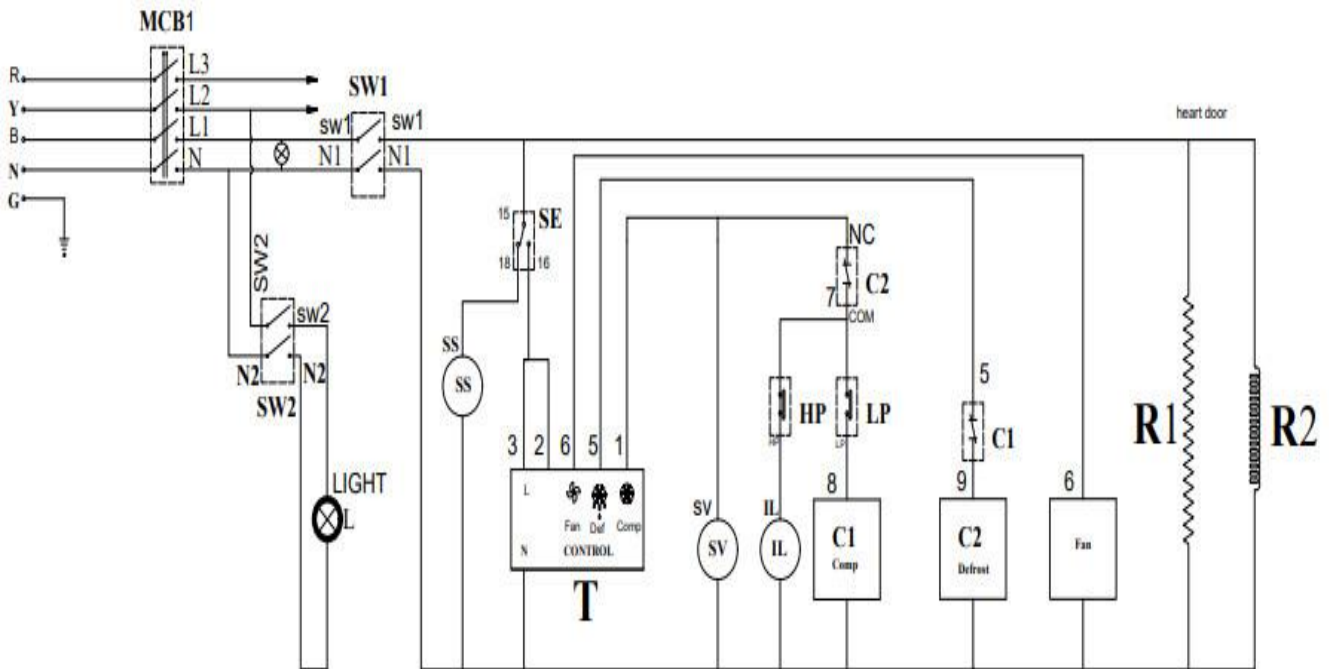 MCB1
R
Y
B
N
G
L3
L2
L1
N
SW1
sw1 sw1
N1 N1
heart door
15 SE
18 16
NC
C2
7
COM
SW2
sw2
N2 N2
SW2
SS
SS
HP LP
HP LP
5
C1
R1 R2
3 2 6 5 1
L
Fan Def Comp
N CONTROL
T
LIGHT
L
SV
SV
IL
IL
8
C1
Comp
9
C2
Defrost
6
Fan